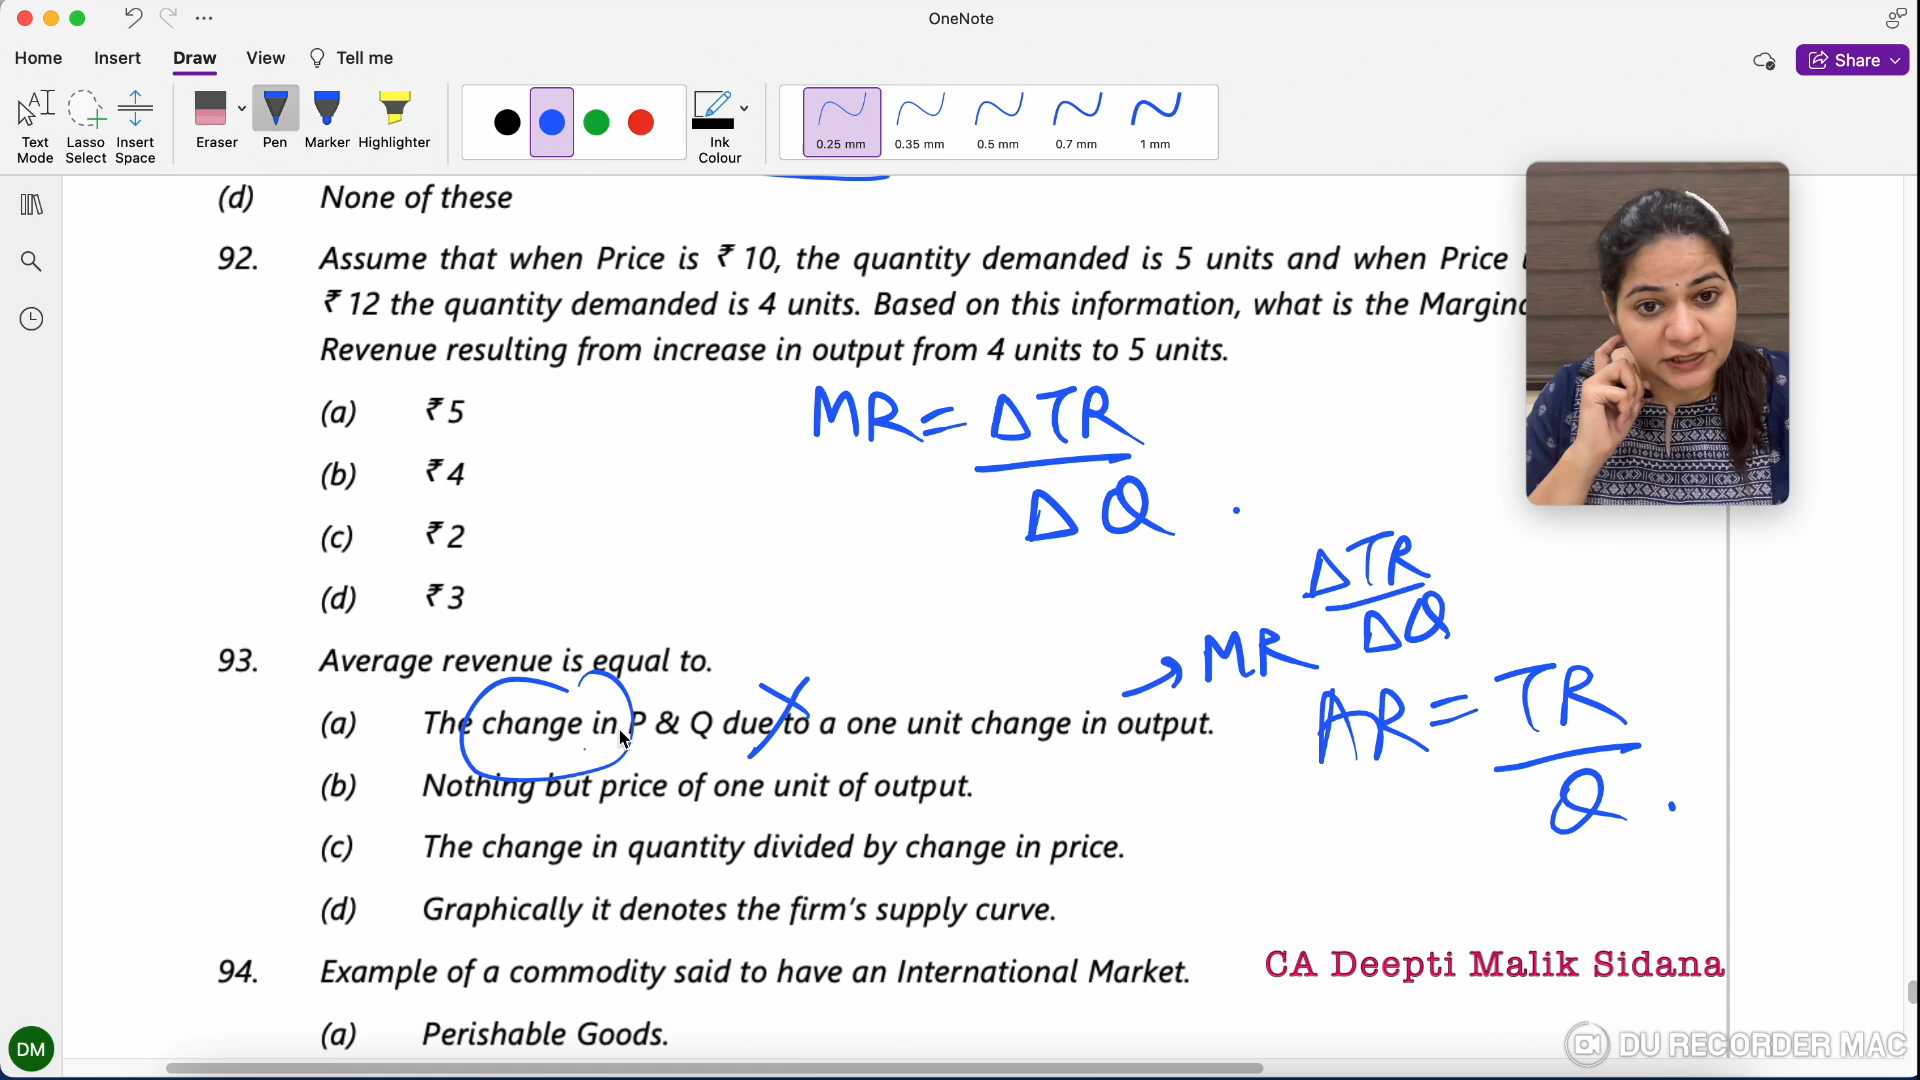 OneNote
Home Insert Draw View Tell me
Share
Text Mode
Lasso Select
Insert Space
Eraser
Pen
Marker
Highlighter
Ink Colour
0.25 mm
0.35 mm
0.5 mm
0.7 mm
1 mm
(d) None of these
92. Assume that when Price is ₹ 10, the quantity demanded is 5 units and when Price
₹ 12 the quantity demanded is 4 units. Based on this information, what is the
Revenue resulting from increase in output from 4 units to 5 units.
(a) ₹ 5
(b) ₹ 4
(c) ₹ 2
(d) ₹ 3
MR = ΔTR
ΔQ
ΔTR
ΔQ
93. Average revenue is equal to.
→ MR
(a) The change in P & Q due to a one unit change in output.
AR = TR
Q
(b) Nothing but price of one unit of output.
(c) The change in quantity divided by change in price.
(d) Graphically it denotes the firm's supply curve.
94. Example of a commodity said to have an International Market.
CA Deepti Malik Sidana
(a) Perishable Goods.
DM
DU RECORDER MAC